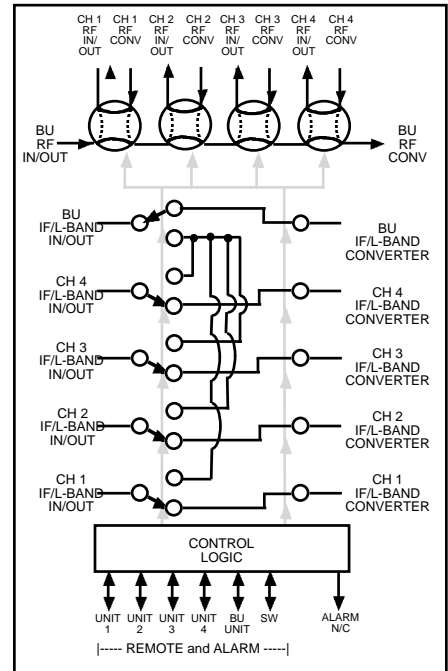 CH 1 RF IN/ OUT
CH 1 RF CONV
CH 2 RF IN/ OUT
CH 2 RF CONV
CH 3 RF IN/ OUT
CH 3 RF CONV
CH 4 RF IN/ OUT
CH 4 RF CONV
BU
RF
IN/OUT
BU
RF
CONV
BU
IF/L-BAND
IN/OUT
BU
IF/L-BAND
CONVERTER
CH 4
IF/L-BAND
IN/OUT
CH 4
IF/L-BAND
CONVERTER
CH 3
IF/L-BAND
IN/OUT
CH 3
IF/L-BAND
CONVERTER
CH 2
IF/L-BAND
IN/OUT
CH 2
IF/L-BAND
CONVERTER
CH 1
IF/L-BAND
IN/OUT
CH 1
IF/L-BAND
CONVERTER
CONTROL
LOGIC
UNIT 1
UNIT 2
UNIT 3
UNIT 4
BU UNIT
SW
ALARM N/C
|----- REMOTE and ALARM -----|